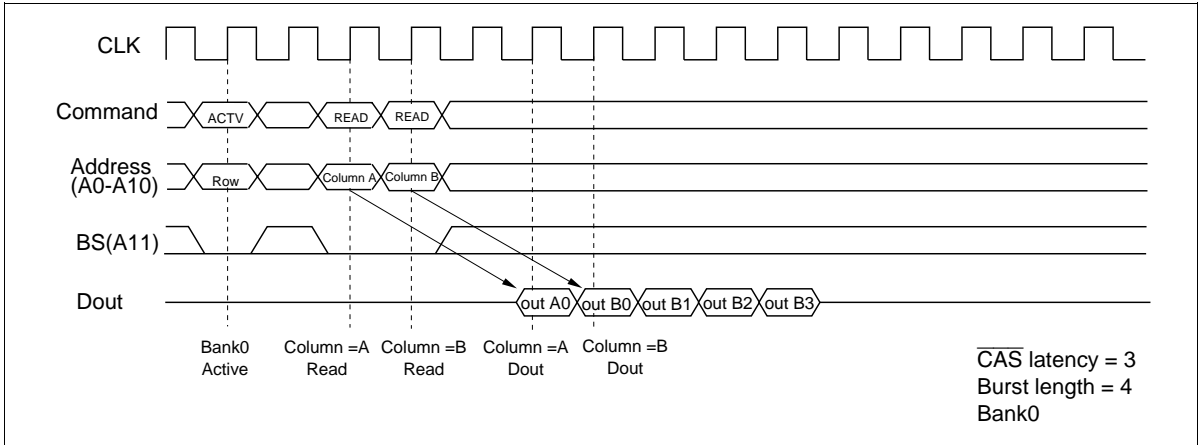 CLK
Command
ACTV
READ
READ
Address
(A0-A10)
Row
Column A
Column B
BS(A11)
Dout
out A0
out B0
out B1
out B2
out B3
Bank0
Active
Column =A
Read
Column =B
Read
Column =A
Dout
Column =B
Dout
CAS latency = 3
Burst length = 4
Bank0